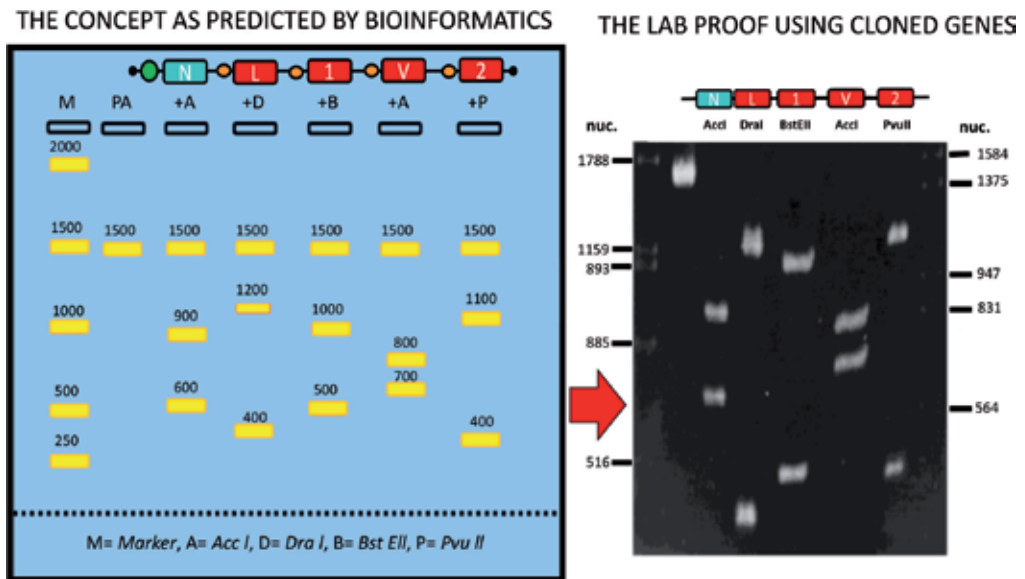 THE CONCEPT AS PREDICTED BY BIOINFORMATICS
N L 1 V 2
M PA +A +D +B +A +P
2000
1500 1500 1500 1500 1500 1500 1500
1200
1000 900 1000 1100
800
500 600 500 700
400 400
250
M= Marker, A= Acc I, D= Dra I, B= Bst EII, P= Pvu II
THE LAB PROOF USING CLONED GENES
N L 1 V 2
nuc. AccI DraI BstEII AccI PvuII nuc.
1788 1584
1375
1159
893 947
831
885
564
516